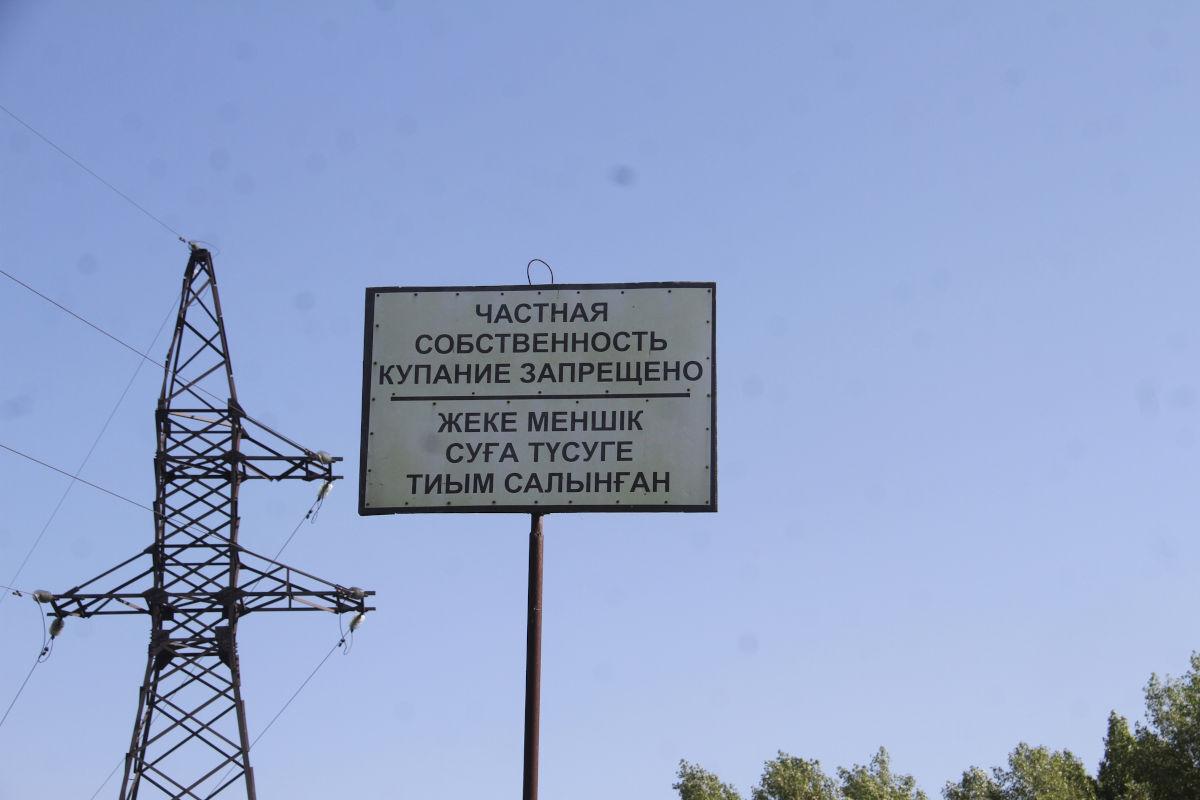 ЧАСТНАЯ
СОБСТВЕННОСТЬ
КУПАНИЕ ЗАПРЕЩЕНО
ЖЕКЕ МЕНШІК
СУҒА ТҮСУГЕ
ТИЫМ САЛЫНҒАН